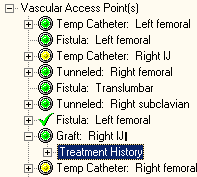 Vascular Access Point(s)
Temp Catheter: Left femoral
Fistula: Left femoral
Temp Catheter: Right IJ
Tunneled: Right femoral
Fistula: Translumbar
Tunneled: Right subclavian
Fistula: Left femoral
Graft: Right IJ
Treatment History
Temp Catheter: Right femoral